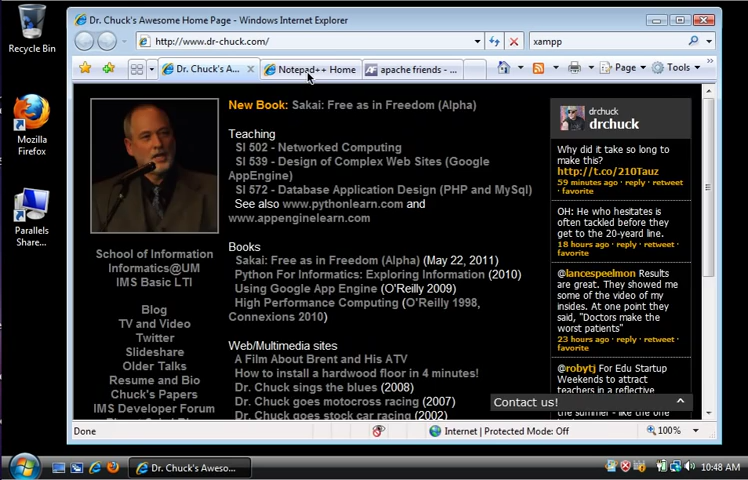 Dr. Chuck's Awesome Home Page - Windows Internet Explorer
Recycle Bin
http://www.dr-chuck.com/
xampp
Dr. Chuck's A...
Notepad++ Home
apache friends - ...
Page
Tools
Mozilla
Firefox
Parallels
Share...
New Book: Sakai: Free as in Freedom (Alpha)
Teaching
SI 502 - Networked Computing
SI 539 - Design of Complex Web Sites (Google
AppEngine)
SI 572 - Database Application Design (PHP and MySql)
See also www.pythonlearn.com and
www.appenginelearn.com
Books
Sakai: Free as in Freedom (Alpha) (May 22, 2011)
Python For Informatics: Exploring Information (2010)
Using Google App Engine (O'Reilly 2009)
High Performance Computing (O'Reilly 1998,
Connexions 2010)
Web/Multimedia sites
A Film About Brent and His ATV
How to install a hardwood floor in 4 minutes!
Dr. Chuck sings the blues (2008)
Dr. Chuck goes motocross racing (2007)
Dr. Chuck goes stock car racing (2002)
School of Information
Informatics@UM
IMS Basic LTI
Blog
TV and Video
Twitter
Slideshare
Older Talks
Resume and Bio
Chuck's Papers
IMS Developer Forum
drchuck
drchuck
Why did it take so long to
make this?
http://t.co/210Tauz
59 minutes ago · reply · retweet ·
favorite
OH: He who hesitates is
often tackled before they
get to the 20-yeard line.
18 hours ago · reply · retweet ·
favorite
@lancespeelmon Results
are great. They showed me
some of the video of my
insides. At one point they
said, "Doctors make the
worst patients"
23 hours ago · reply · retweet ·
favorite
@robytj For Edu Startup
Weekends to attract
teachers in a reflective
Contact us!
the summer - like the one
Done
Internet | Protected Mode: Off
100%
Dr. Chuck's Aweso...
10:48 AM